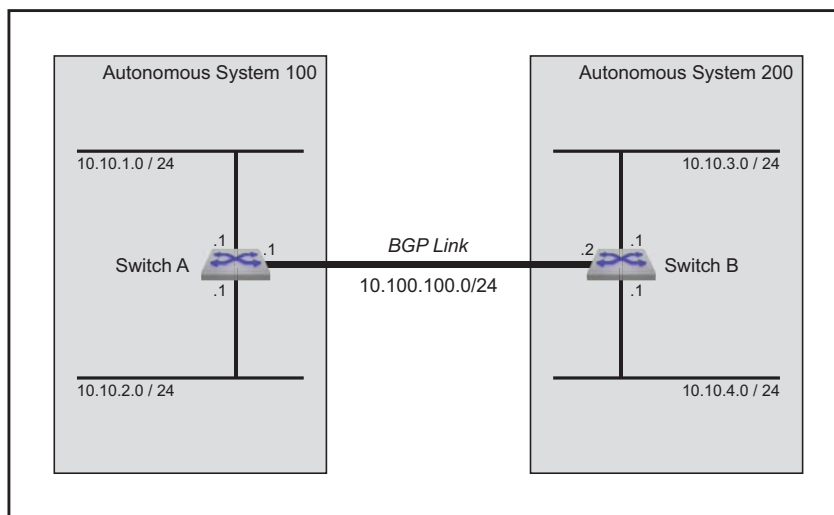 Autonomous System 100
Autonomous System 200
10.10.1.0 / 24
10.10.3.0 / 24
.1
.1
BGP Link
.2
.1
Switch A
Switch B
10.100.100.0/24
.1
.1
10.10.2.0 / 24
10.10.4.0 / 24